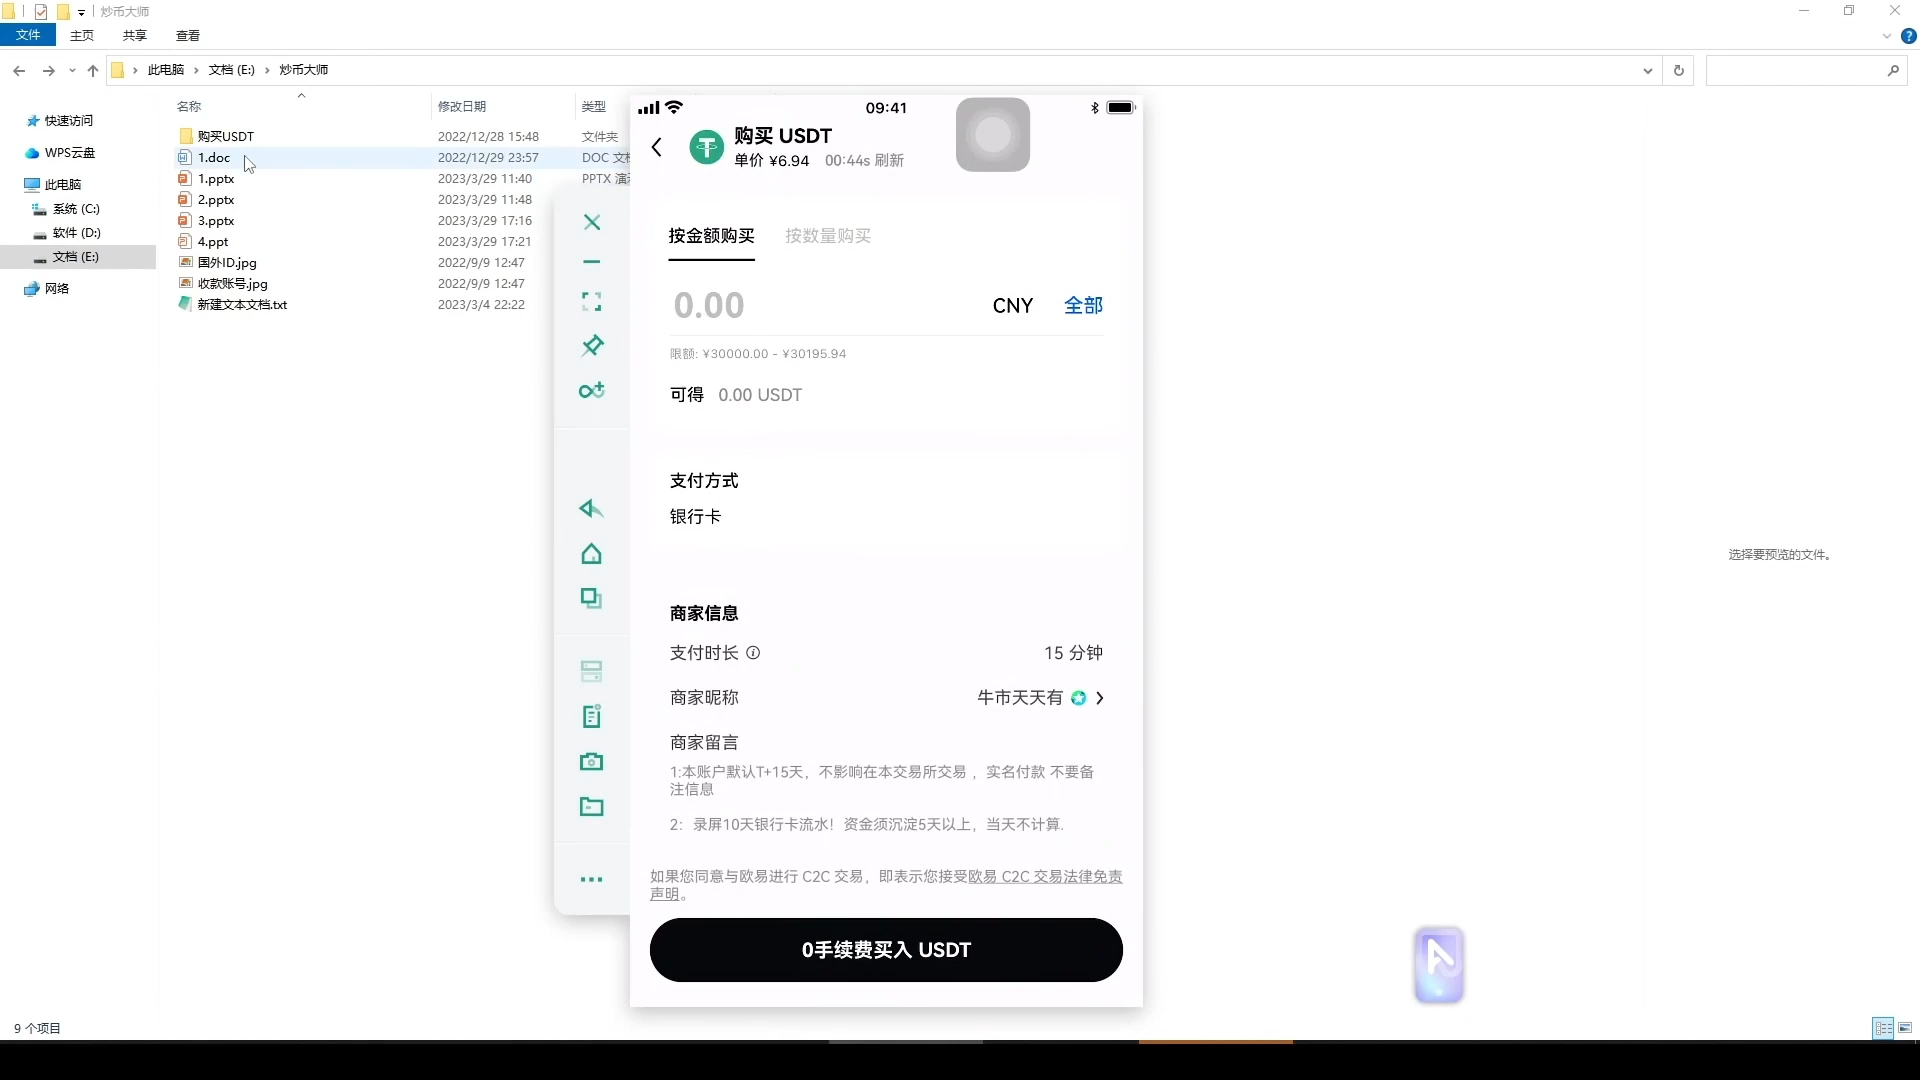 炒币大师
文件 主页 共享 查看
此电脑 文档 (E:) 炒币大师
名称 修改日期 类型
快速访问
WPS云盘
此电脑
系统 (C:)
软件 (D:)
文档 (E:)
网络
购买USDT 2022/12/28 15:48 文件夹
1.doc 2022/12/29 23:57 DOC 文
1.pptx 2023/3/29 11:40 PPTX 演
2.pptx 2023/3/29 11:48
3.pptx 2023/3/29 17:16
4.ppt 2023/3/29 17:21
国外ID.jpg 2022/9/9 12:47
收款账号.jpg 2022/9/9 12:47
新建文本文档.txt 2023/3/4 22:22
09:41
购买 USDT
单价 ¥6.94 00:44s 刷新
按金额购买 按数量购买
0.00 CNY 全部
限额: ¥30000.00 - ¥30195.94
可得 0.00 USDT
支付方式
银行卡
商家信息
支付时长 15 分钟
商家昵称 牛市天天有
商家留言
1:本账户默认T+15天，不影响在本交易所交易 ，实名付款 不要备
注信息
2：录屏10天银行卡流水！资金须沉淀5天以上，当天不计算.
如果您同意与欧易进行 C2C 交易，即表示您接受欧易 C2C 交易法律免责
声明。
0手续费买入 USDT
选择要预览的文件。
9 个项目